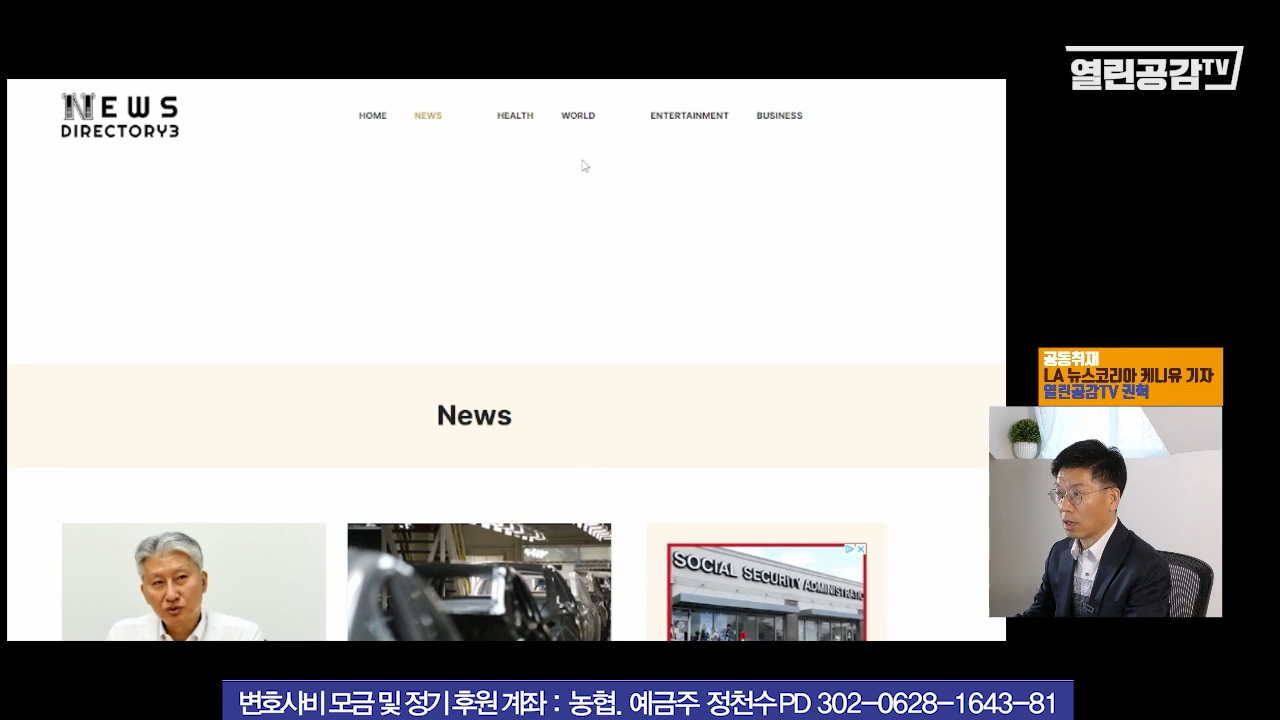 열린공감TV
NEWS
DIRECTORY3
HOME NEWS HEALTH WORLD ENTERTAINMENT BUSINESS
공동취재
LA 뉴스코리아 케니유 기자
열린공감TV 권혁
News
SOCIAL SECURITY ADMINISTRATIO
변호사비 모금 및 정기 후원 계좌 : 농협. 예금주 정천수PD 302-0628-1643-81